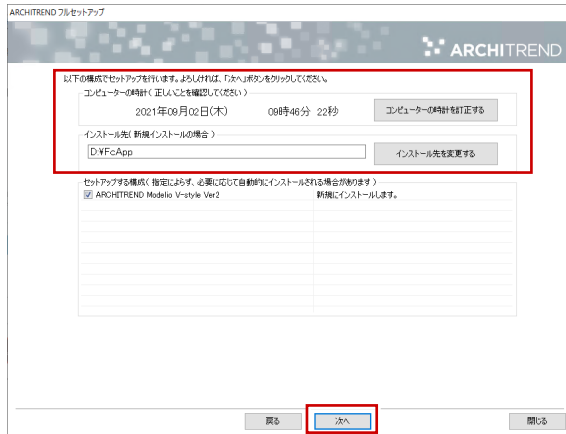 ARCHITREND フルセットアップ
ARCHITREND
以下の構成でセットアップを行います。よろしければ、「次へ」ボタンをクリックしてください。
コンピューターの時計( 正しいことを確認してください )
2021年09月02日(木) 09時46分 22秒 コンピューターの時計を訂正する
インストール先( 新規インストールの場合 )
D:¥FcApp インストール先を変更する
セットアップする構成( 指定によらず、必要に応じて自動的にインストールされる場合があります )
ARCHITREND Modelio V-style Ver2 新規にインストールします。
戻る 次へ 閉じる